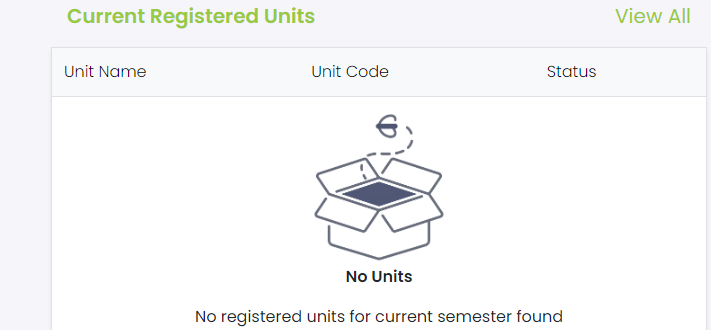 Current Registered Units View All
Unit Name Unit Code Status
No Units
No registered units for current semester found